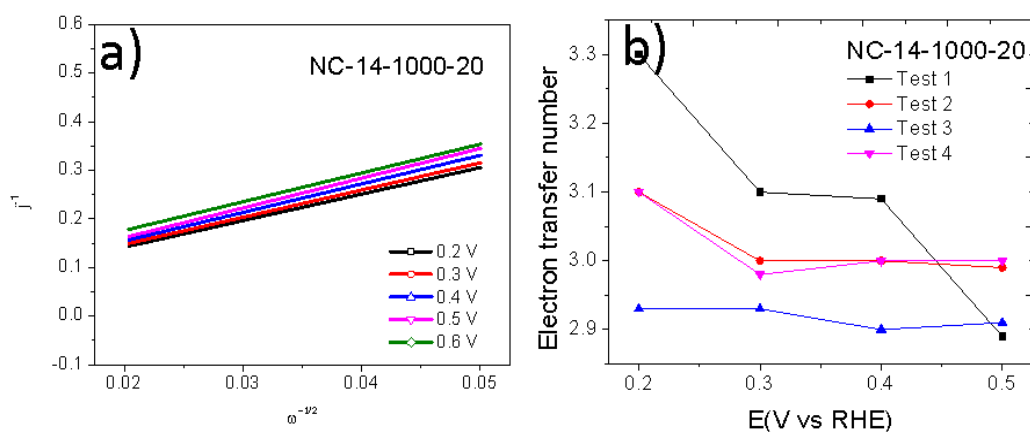 a)
NC-14-1000-20
0.6
0.5
0.4
0.3
0.2
0.1
0.0
-0.1
j⁻¹
0.2 V
0.3 V
0.4 V
0.5 V
0.6 V
0.02 0.03 0.04 0.05
ω⁻¹/²
b)
NC-14-1000-20
Test 1
Test 2
Test 3
Test 4
3.3
3.2
3.1
3.0
2.9
Electron transfer number
0.2 0.3 0.4 0.5
E(V vs RHE)